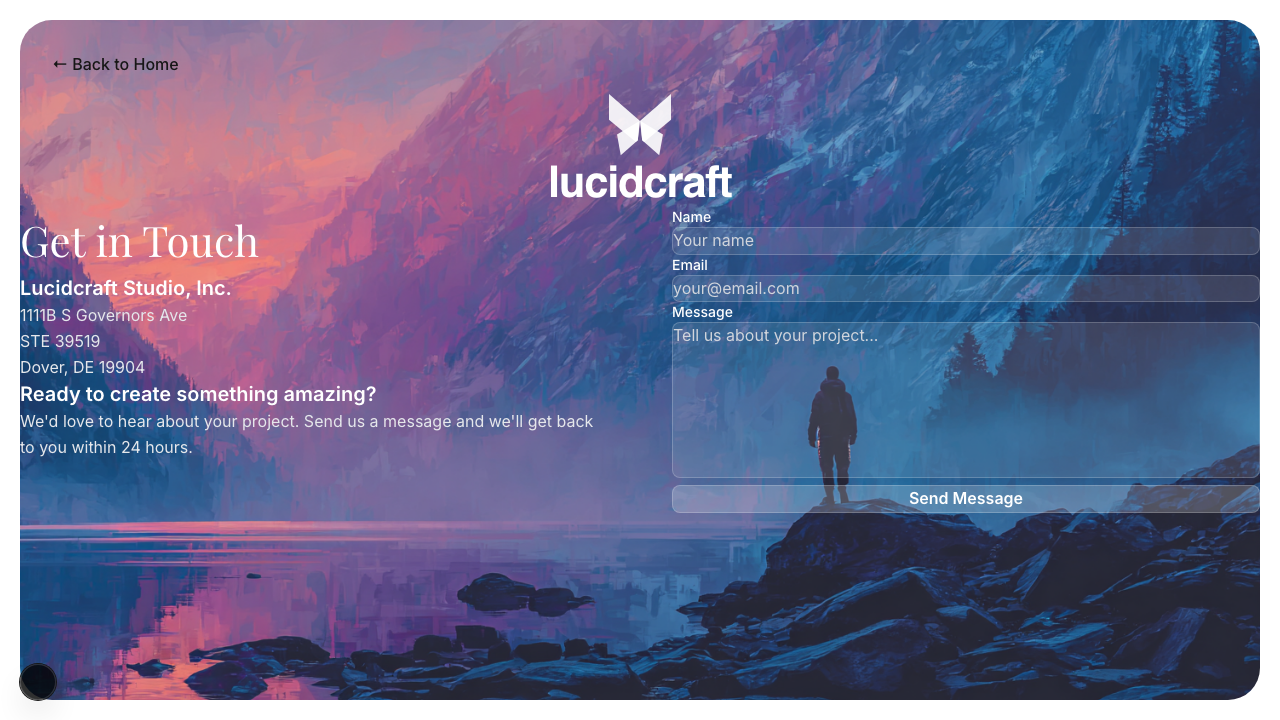 ← Back to Home
lucidcraft
Get in Touch
Lucidcraft Studio, Inc.
1111B S Governors Ave
STE 39519
Dover, DE 19904
Ready to create something amazing?
We'd love to hear about your project. Send us a message and we'll get back
to you within 24 hours.
Name
Your name
Email
your@email.com
Message
Tell us about your project...
Send Message